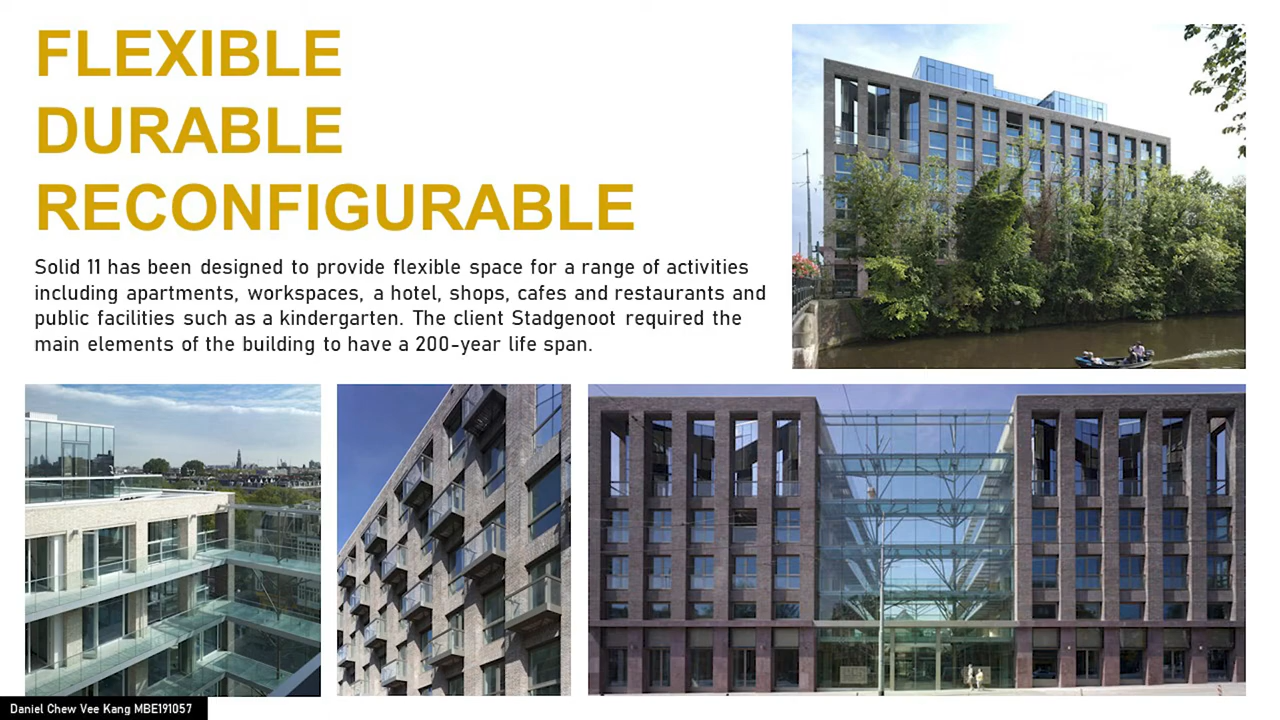 FLEXIBLE
DURABLE
RECONFIGURABLE
Solid 11 has been designed to provide flexible space for a range of activities
including apartments, workspaces, a hotel, shops, cafes and restaurants and
public facilities such as a kindergarten. The client Stadgenoot required the
main elements of the building to have a 200-year life span.
Daniel Chew Vee Kang MBE191057